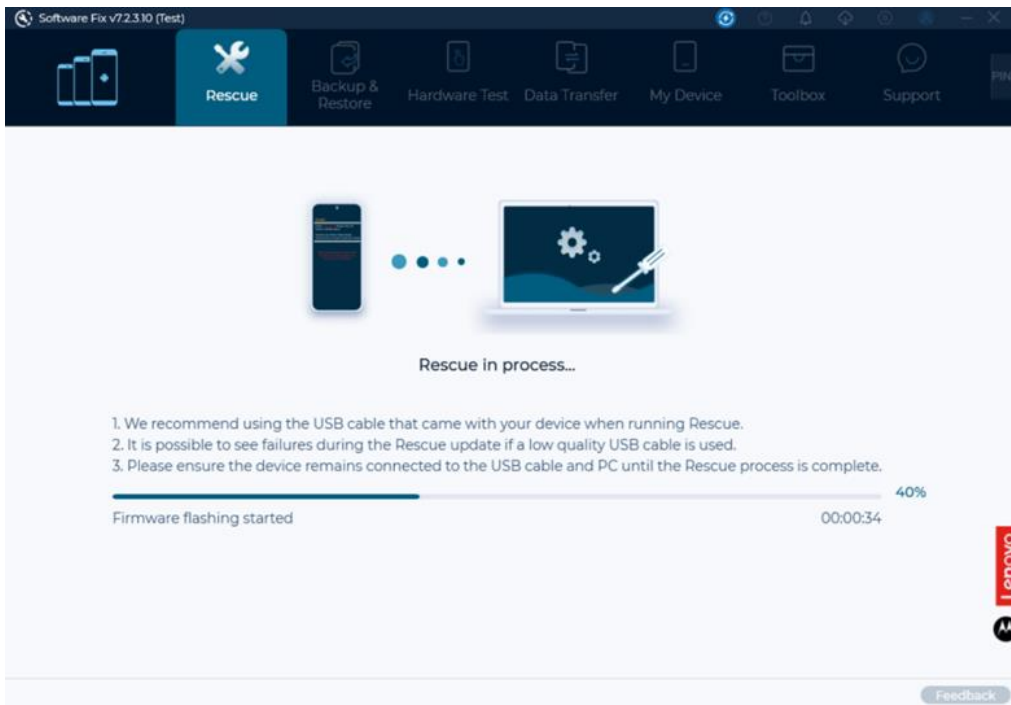 Software Fix v7.2.3.10 (Test)
Rescue
Backup &
Restore
Hardware Test
Data Transfer
My Device
Toolbox
Support
PIN
Rescue in process...
1. We recommend using the USB cable that came with your device when running Rescue.
2. It is possible to see failures during the Rescue update if a low quality USB cable is used.
3. Please ensure the device remains connected to the USB cable and PC until the Rescue process is complete.
40%
Firmware flashing started
00:00:34
Lenovo
Feedback